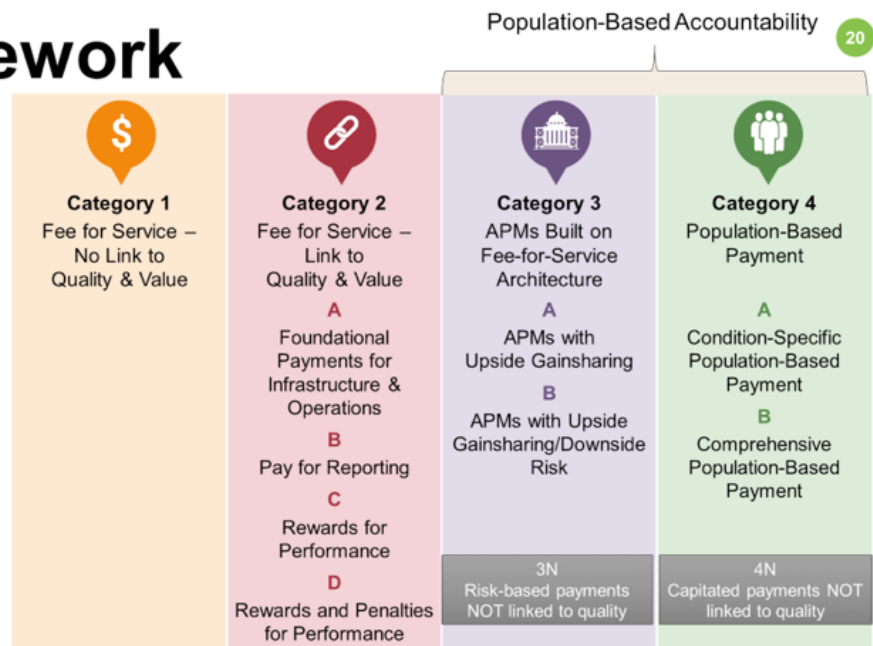 ework
Population-Based Accountability
20
$
Category 1
Fee for Service –
No Link to
Quality & Value
Category 2
Fee for Service –
Link to
Quality & Value
A
Foundational
Payments for
Infrastructure &
Operations
B
Pay for Reporting
C
Rewards for
Performance
D
Rewards and Penalties
for Performance
Category 3
APMs Built on
Fee-for-Service
Architecture
A
APMs with
Upside Gainsharing
B
APMs with Upside
Gainsharing/Downside
Risk
3N
Risk-based payments
NOT linked to quality
Category 4
Population-Based
Payment
A
Condition-Specific
Population-Based
Payment
B
Comprehensive
Population-Based
Payment
4N
Capitated payments NOT
linked to quality